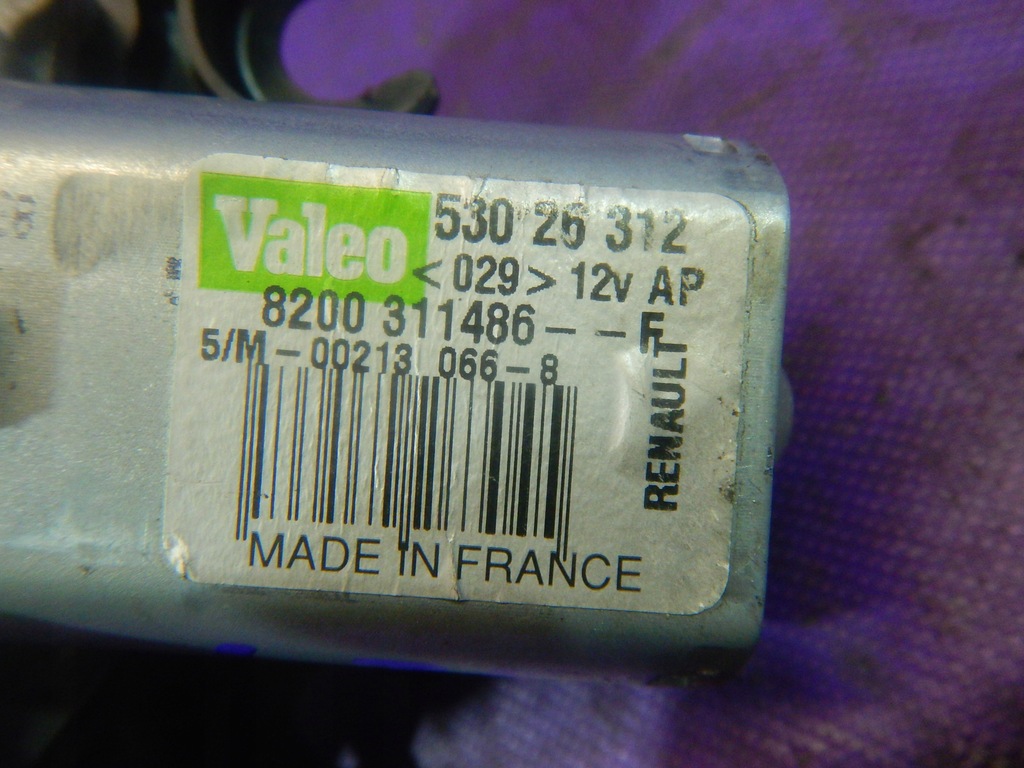 Valeo 530 26 312
< 029 > 12v AP
8200 311486 - - F
5/M - 00213 066 - 8
RENAULT
MADE IN FRANCE